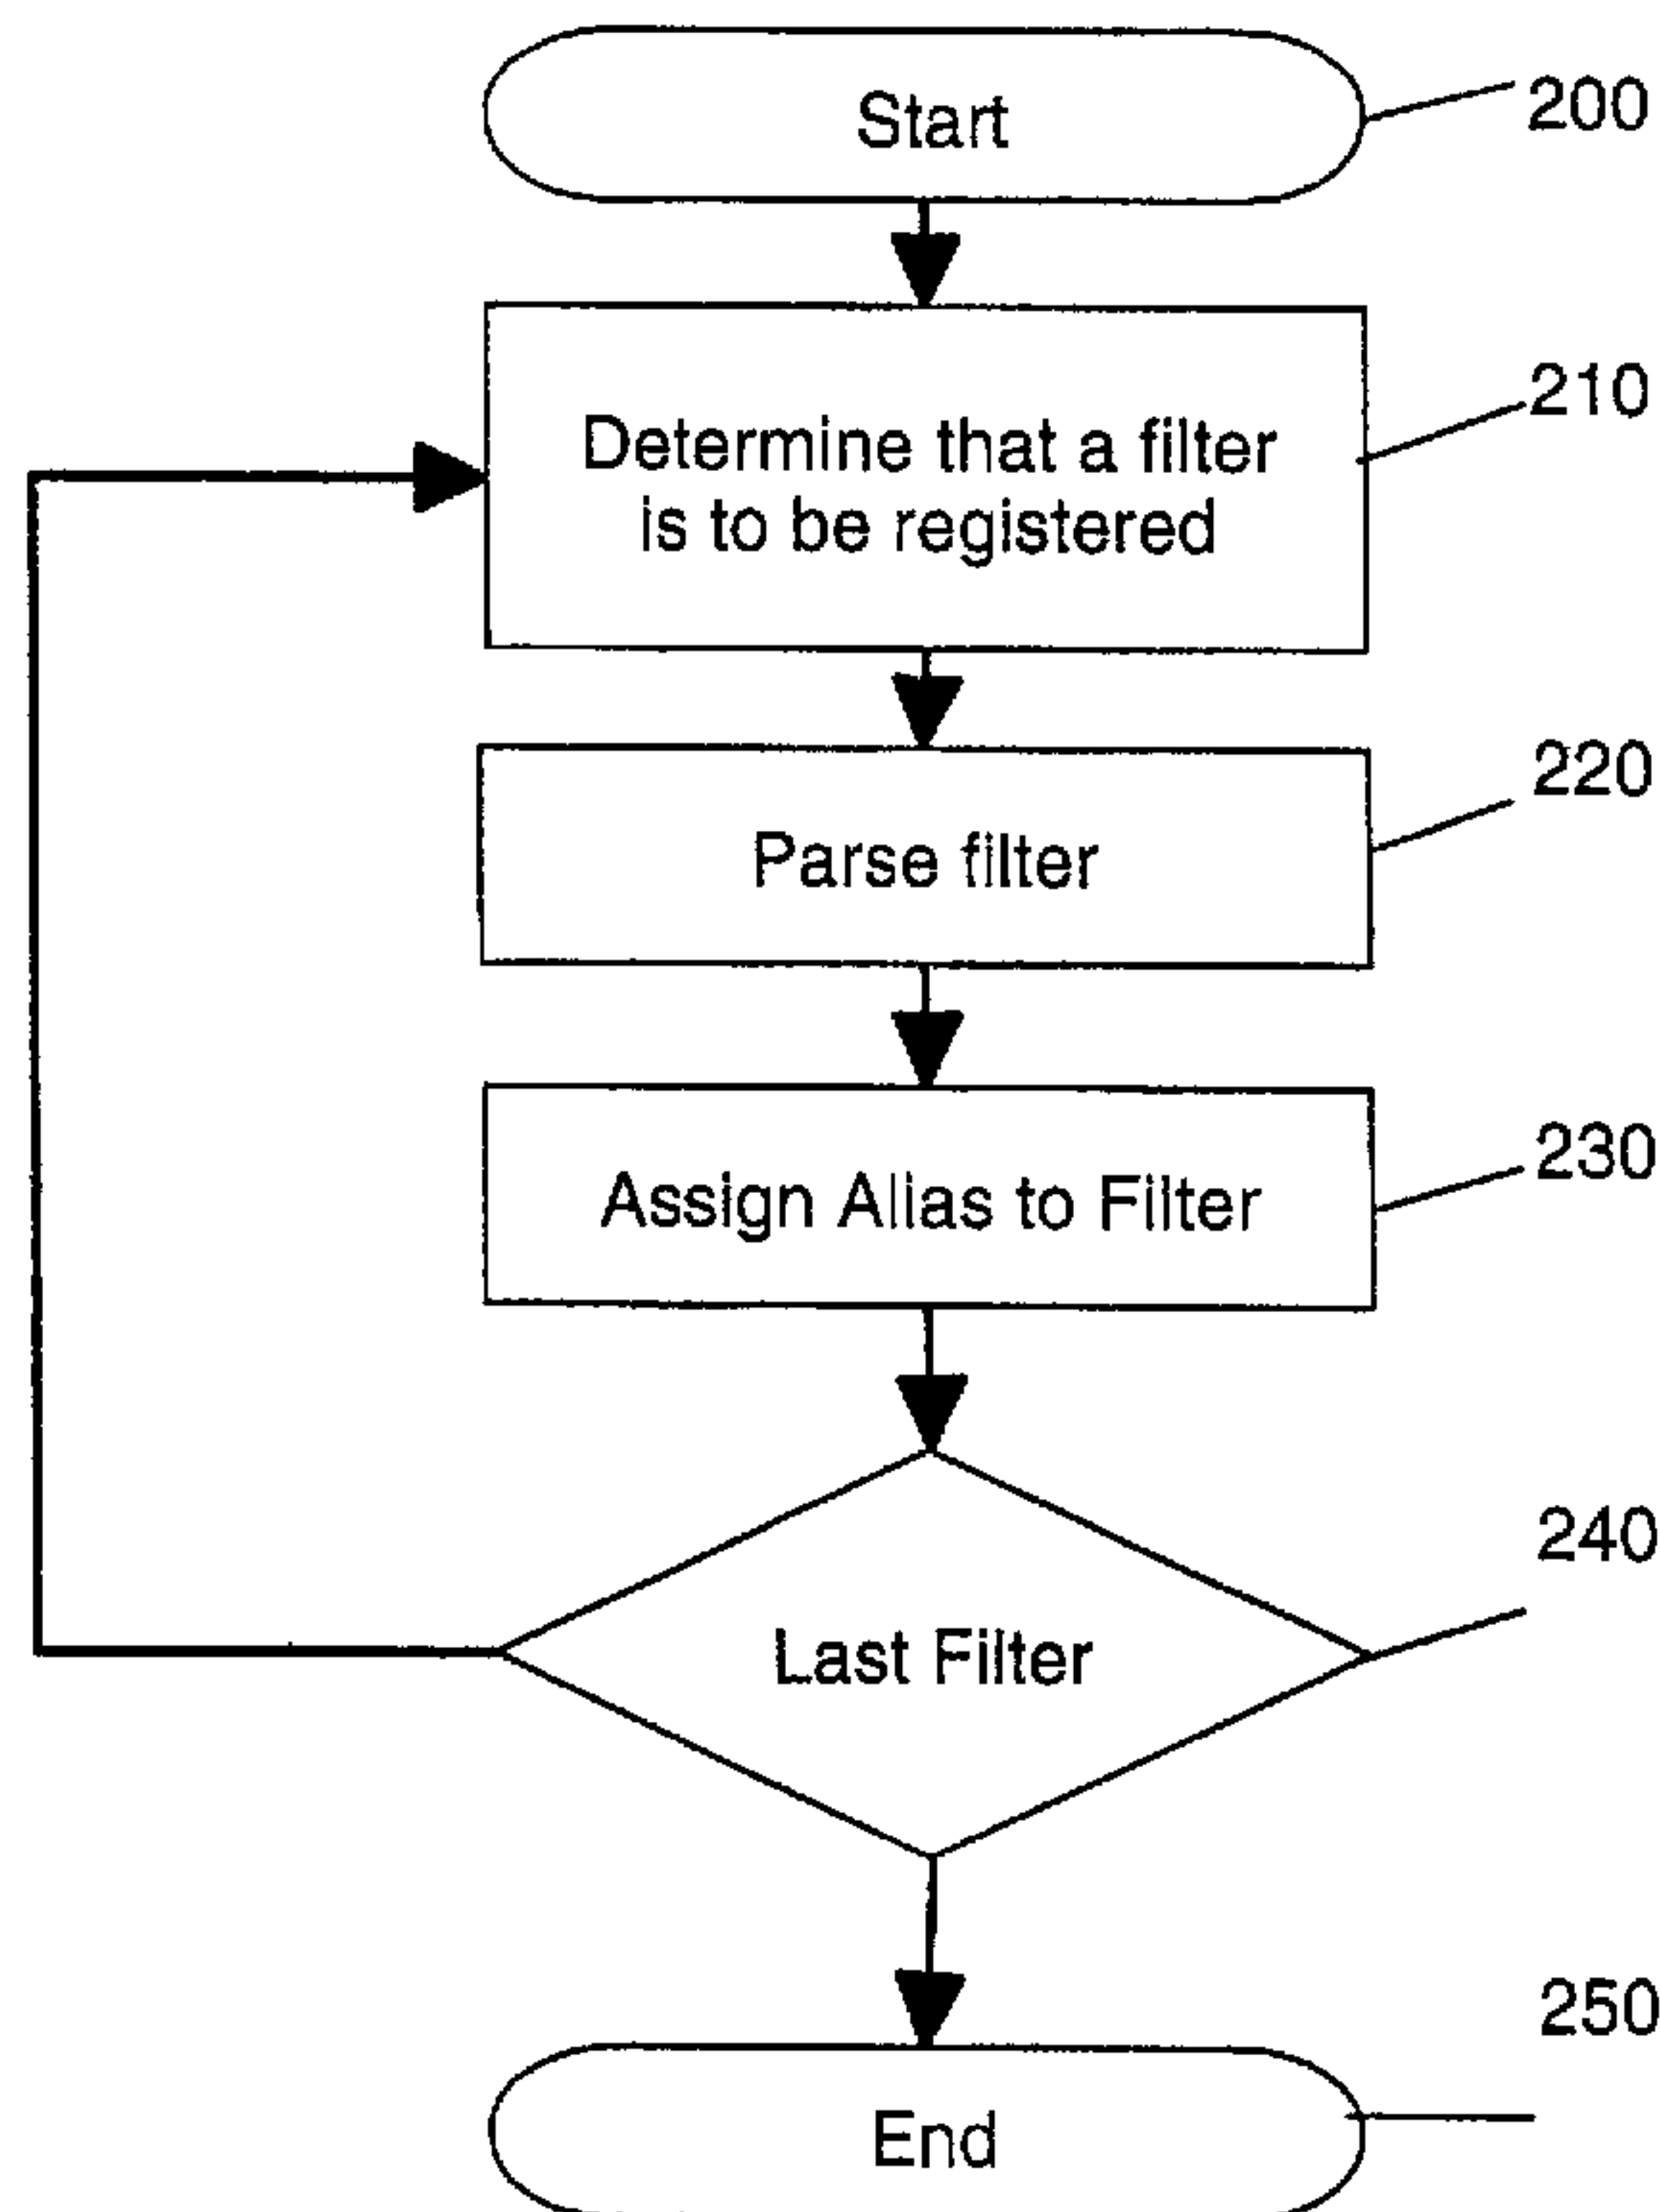 Start
200
Determine that a filter
is to be registered
210
Parse filter
220
Assign Alias to Filter
230
Last Filter
240
End
250